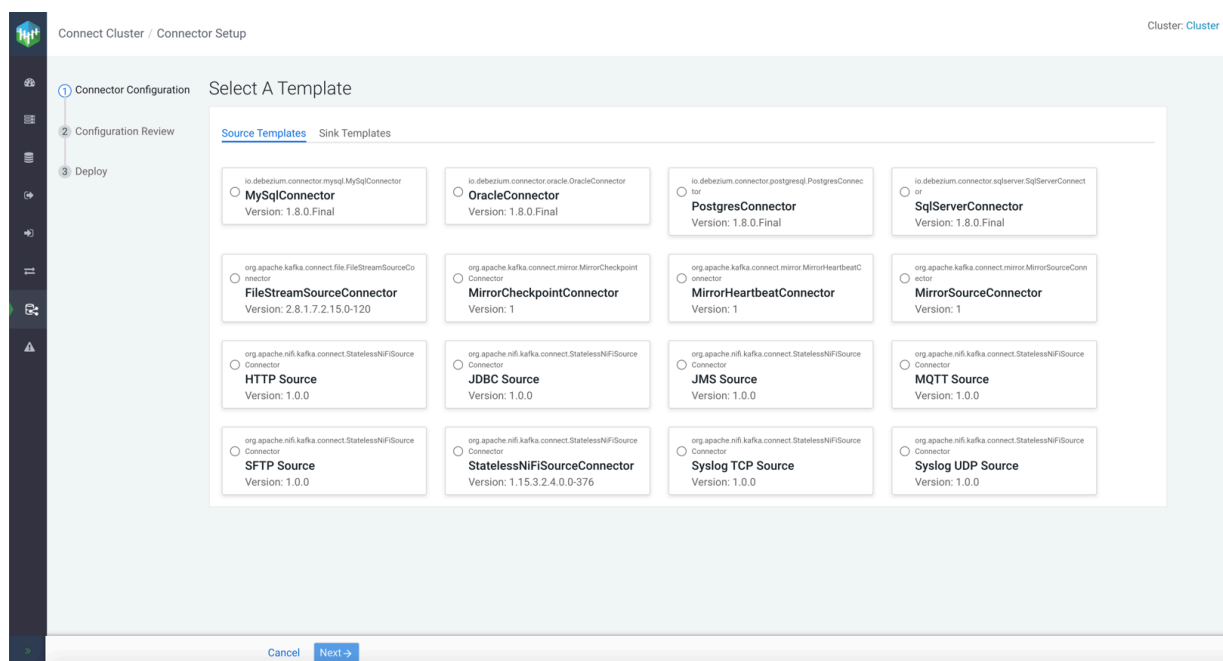 Connect Cluster / Connector Setup
Cluster: Cluster
1 Connector Configuration
2 Configuration Review
3 Deploy
Select A Template
Source Templates Sink Templates
io.debezium.connector.mysql.MySqlConnector
MySqlConnector
Version: 1.8.0.Final
io.debezium.connector.oracle.OracleConnector
OracleConnector
Version: 1.8.0.Final
io.debezium.connector.postgresql.PostgresConnec
tor
PostgresConnector
Version: 1.8.0.Final
io.debezium.connector.sqlserver.SqlServerConnect
or
SqlServerConnector
Version: 1.8.0.Final
org.apache.kafka.connect.file.FileStreamSourceCo
nnector
FileStreamSourceConnector
Version: 2.8.1.7.2.15.0-120
org.apache.kafka.connect.mirror.MirrorCheckpoint
Connector
MirrorCheckpointConnector
Version: 1
org.apache.kafka.connect.mirror.MirrorHeartbeatC
onnector
MirrorHeartbeatConnector
Version: 1
org.apache.kafka.connect.mirror.MirrorSourceConn
ector
MirrorSourceConnector
Version: 1
org.apache.nifi.kafka.connect.StatelessNiFiSource
Connector
HTTP Source
Version: 1.0.0
org.apache.nifi.kafka.connect.StatelessNiFiSource
Connector
JDBC Source
Version: 1.0.0
org.apache.nifi.kafka.connect.StatelessNiFiSource
Connector
JMS Source
Version: 1.0.0
org.apache.nifi.kafka.connect.StatelessNiFiSource
Connector
MQTT Source
Version: 1.0.0
org.apache.nifi.kafka.connect.StatelessNiFiSource
Connector
SFTP Source
Version: 1.0.0
org.apache.nifi.kafka.connect.StatelessNiFiSource
Connector
StatelessNiFiSourceConnector
Version: 1.15.3.2.4.0.0-376
org.apache.nifi.kafka.connect.StatelessNiFiSource
Connector
Syslog TCP Source
Version: 1.0.0
org.apache.nifi.kafka.connect.StatelessNiFiSource
Connector
Syslog UDP Source
Version: 1.0.0
Cancel Next →